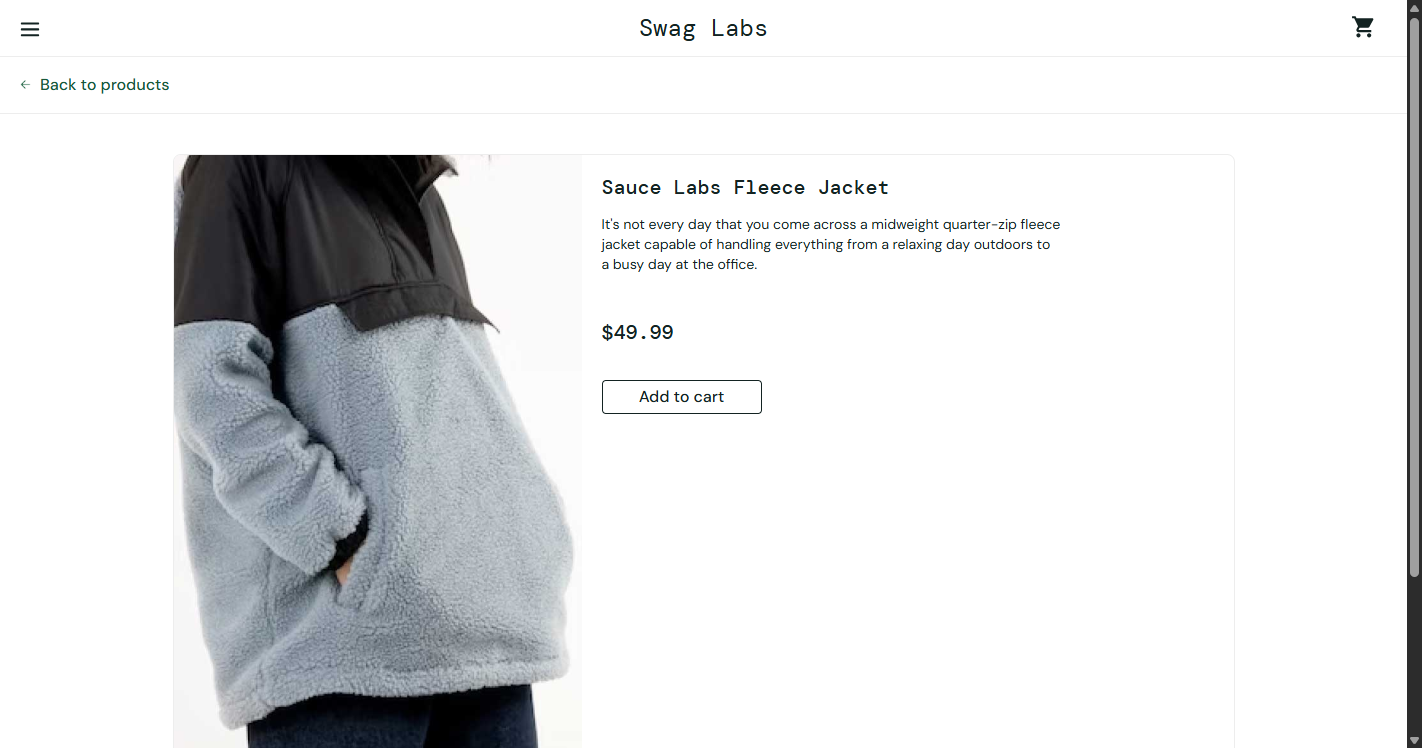 Swag Labs
Back to products
Sauce Labs Fleece Jacket
It's not every day that you come across a midweight quarter-zip fleece
jacket capable of handling everything from a relaxing day outdoors to
a busy day at the office.
$49.99
Add to cart